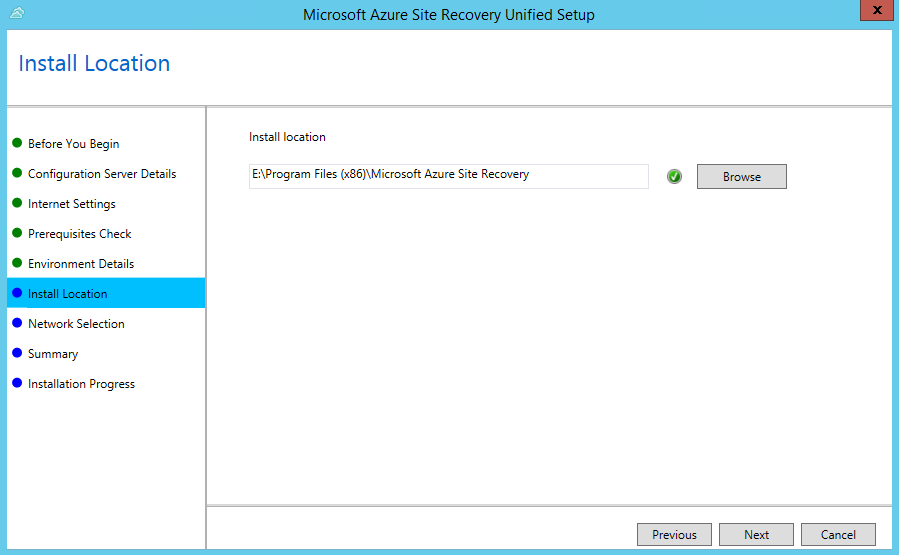 Microsoft Azure Site Recovery Unified Setup
x
Install Location
Before You Begin
Configuration Server Details
Internet Settings
Prerequisites Check
Environment Details
Install Location
Network Selection
Summary
Installation Progress
Install location
E:\Program Files (x86)\Microsoft Azure Site Recovery
Browse
Previous
Next
Cancel